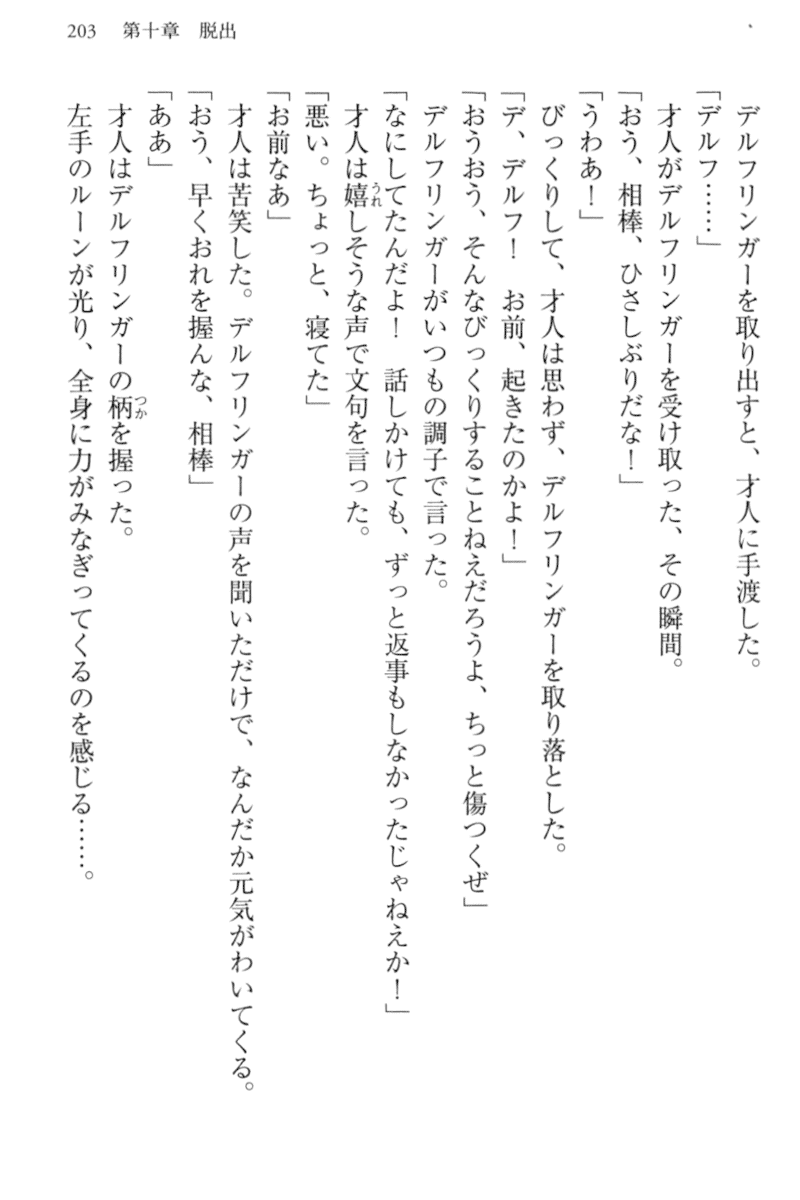 203　第十章　脱出
　デルフリンガーを取り出すと、才人に手渡した。
「デルフ……」
　才人がデルフリンガーを受け取った、その瞬間。
「おう、相棒、ひさしぶりだな！」
「うわあ！」
　びっくりして、才人は思わず、デルフリンガーを取り落とした。
「デ、デルフ！　お前、起きたのかよ！」
「おうおう、そんなびっくりすることねえだろうよ、ちっと傷つくぜ」
　デルフリンガーがいつもの調子で言った。
「なにしてたんだよ！　話しかけても、ずっと返事もしなかったじゃねえか！」
　才人は嬉しそうな声で文句を言った。
「悪い。ちょっと、寝てた」
「お前なあ」
　才人は苦笑した。デルフリンガーの声を聞いただけで、なんだか元気がわいてくる。
「おう、早くおれを握んな、相棒」
「ああ」
　才人はデルフリンガーの柄を握った。
　左手のルーンが光り、全身に力がみなぎってくるのを感じる……。